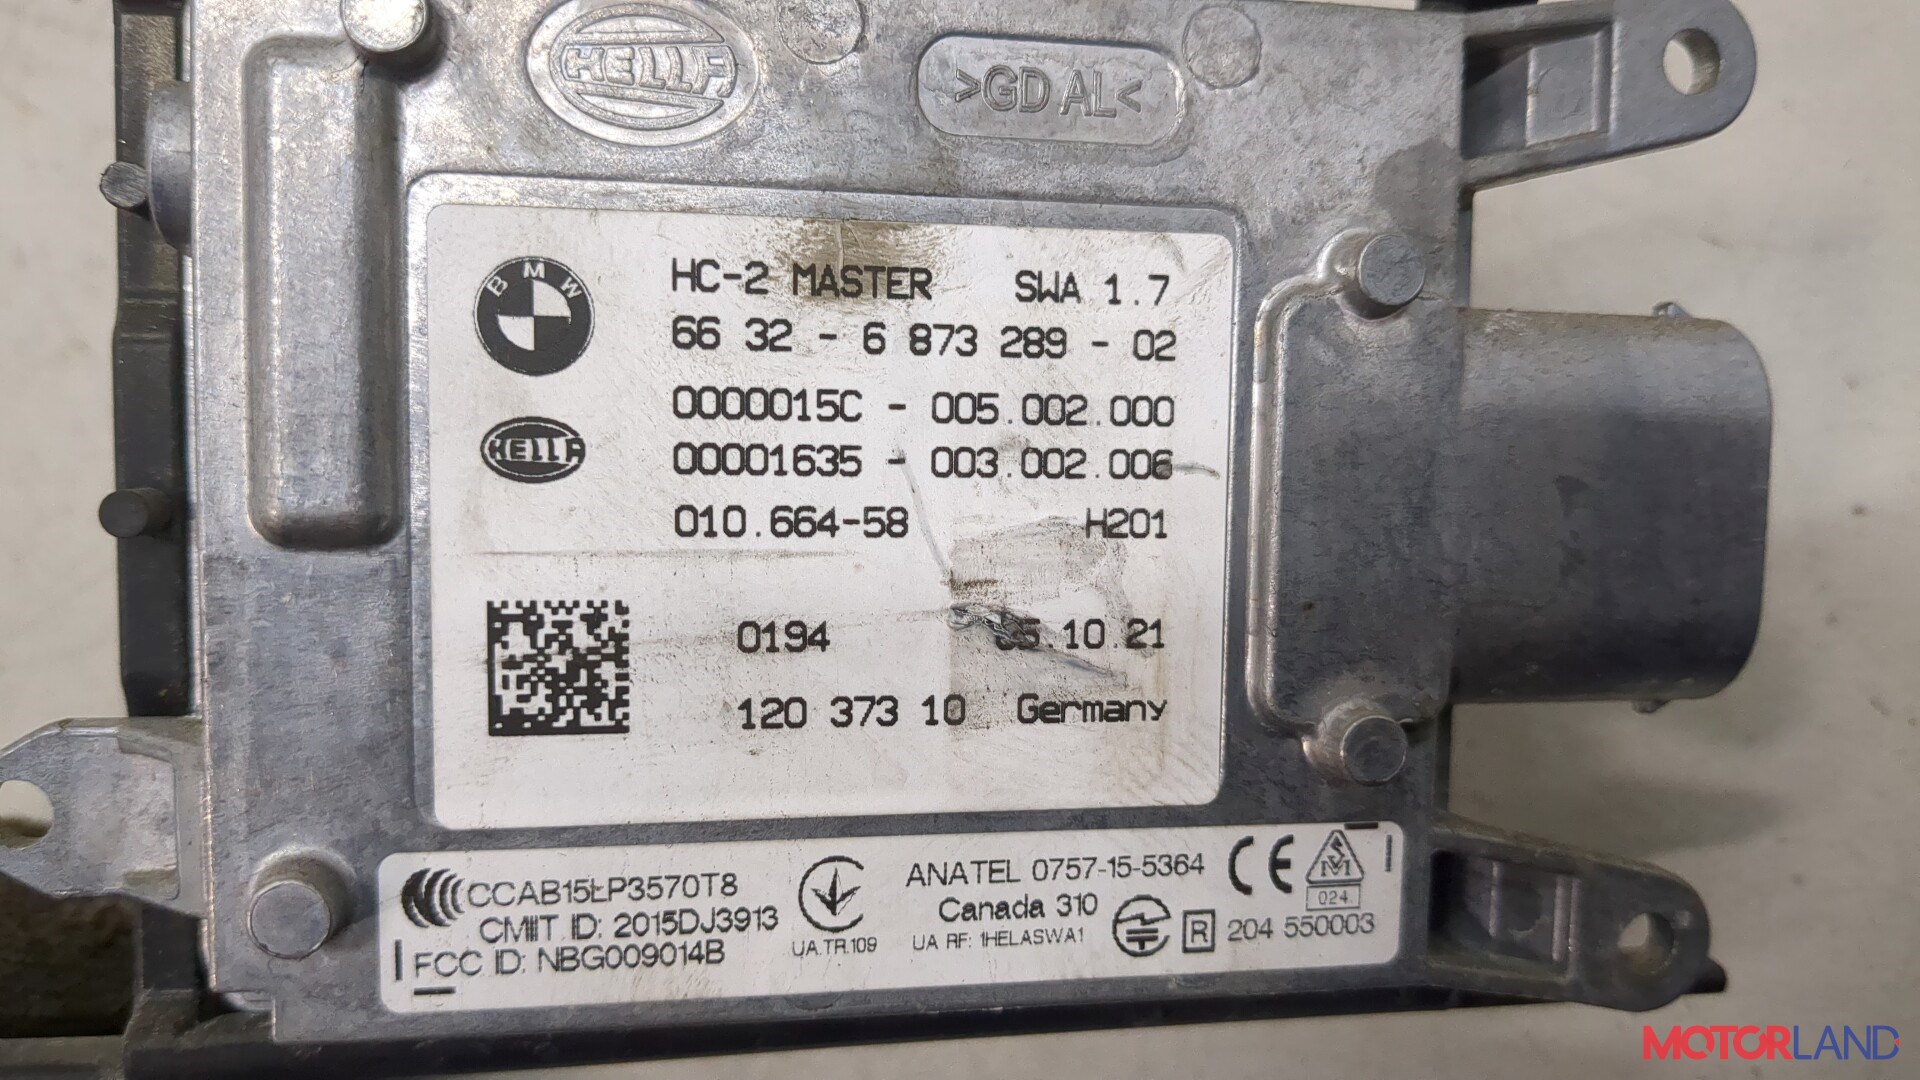 HELLA
>GD AL<
BMW
HC-2 MASTER SWA 1.7
66 32 - 6 873 289 - 02
0000015C - 005.002.000
HELLA
00001635 - 003.002.006
010.664-58 H201
0194 05.10.21
120 373 10 Germany
CCAB15LP3570T8
CMIIT ID: 2015DJ3913
FCC ID: NBG009014B
UA.TR.109
ANATEL 0757-15-5364
Canada 310
UA RF: 1HELASWA1
R 204 550003
CE
024
MOTORLAND